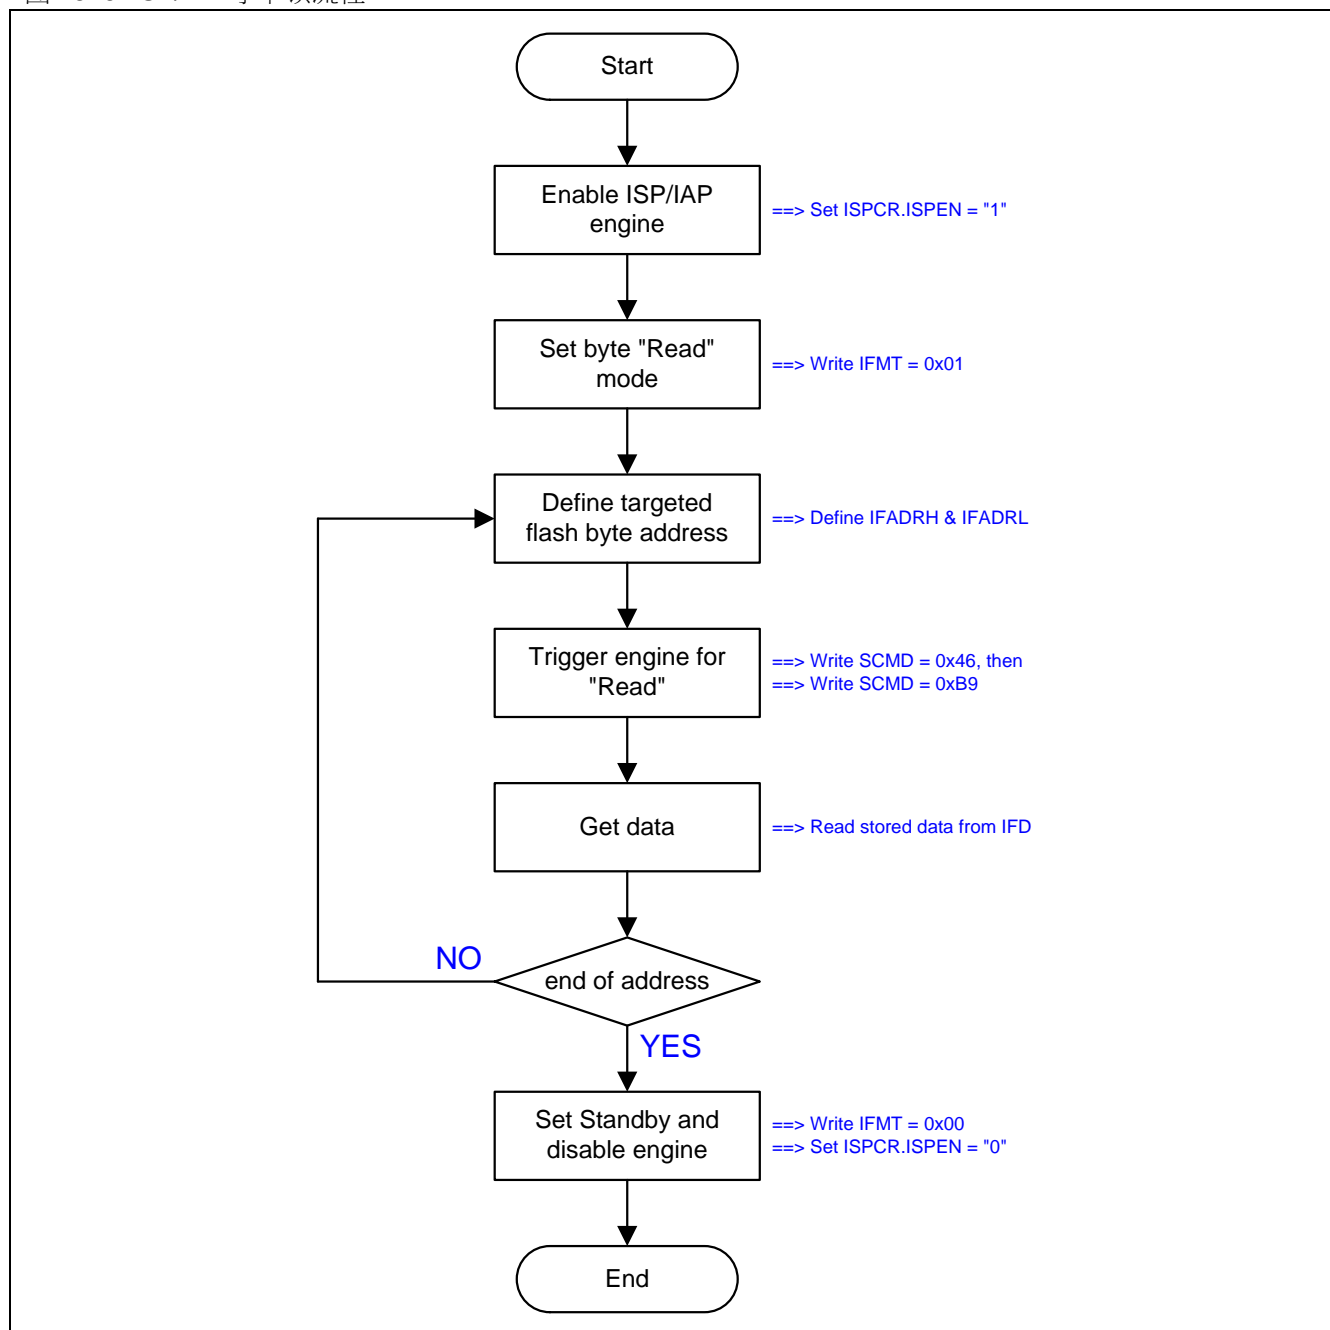 Start
Enable ISP/IAP
engine
==> Set ISPCR.ISPEN = "1"
Set byte "Read"
mode
==> Write IFMT = 0x01
Define targeted
flash byte address
==> Define IFADRH & IFADRL
Trigger engine for
"Read"
==> Write SCMD = 0x46, then
==> Write SCMD = 0xB9
Get data
==> Read stored data from IFD
end of address
NO
YES
Set Standby and
disable engine
==> Write IFMT = 0x00
==> Set ISPCR.ISPEN = "0"
End